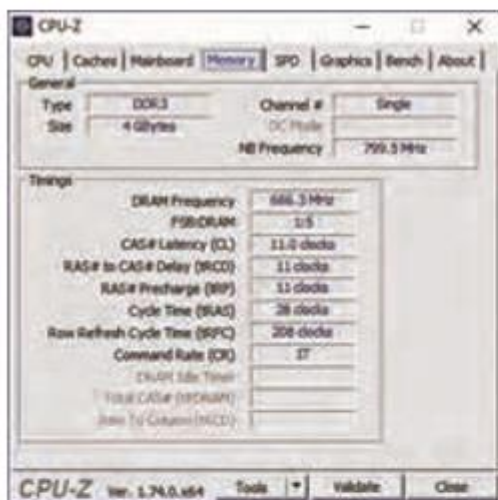 CPU-Z
CPU Caches Mainboard Memory SPD Graphics Bench About
General
Type DDR3 Channel # Single
Size 4 GBytes DC Mode
NB Frequency 799.5 MHz
Timings
DRAM Frequency 666.3 MHz
FSB:DRAM 1:5
CAS# Latency (CL) 11.0 clocks
RAS# to CAS# Delay (tRCD) 11 clocks
RAS# Precharge (tRP) 11 clocks
Cycle Time (tRAS) 28 clocks
Row Refresh Cycle Time (tRFC) 208 clocks
Command Rate (CR) 1T
DRAM Idle Timer
Total CAS# (tRDRAM)
Row To Column (tRCD)
CPU-Z Ver. 1.74.0.x64 Tools Validate Close